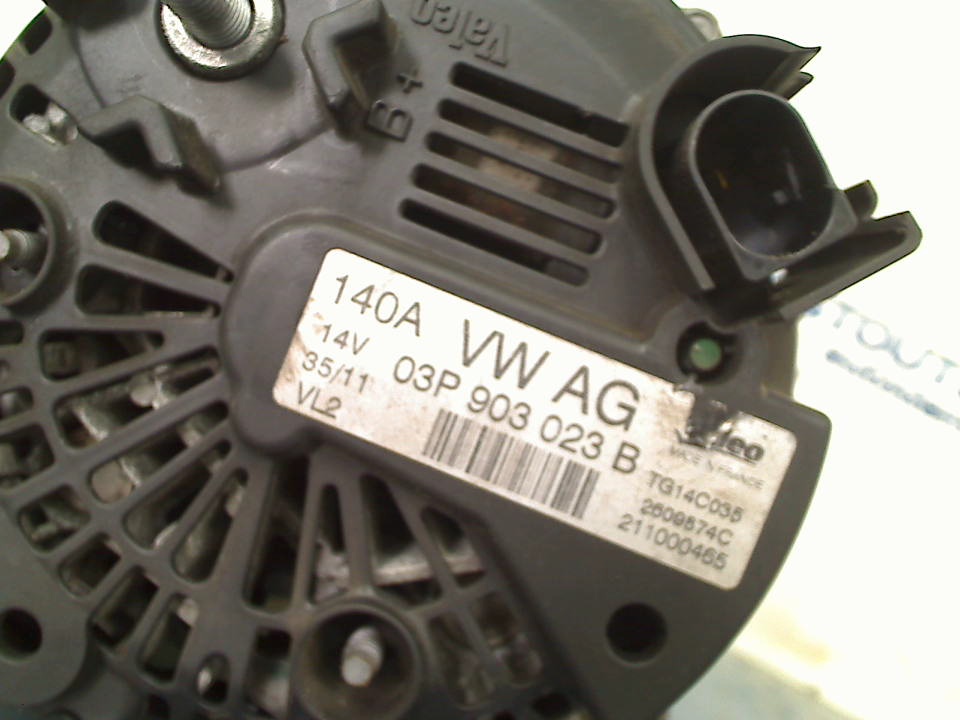 Valeo
B+
140A VW AG
14V 03P 903 023 B
35/11
VL2
Valeo
MADE IN FRANCE
TG14C035
2609874C
211000465